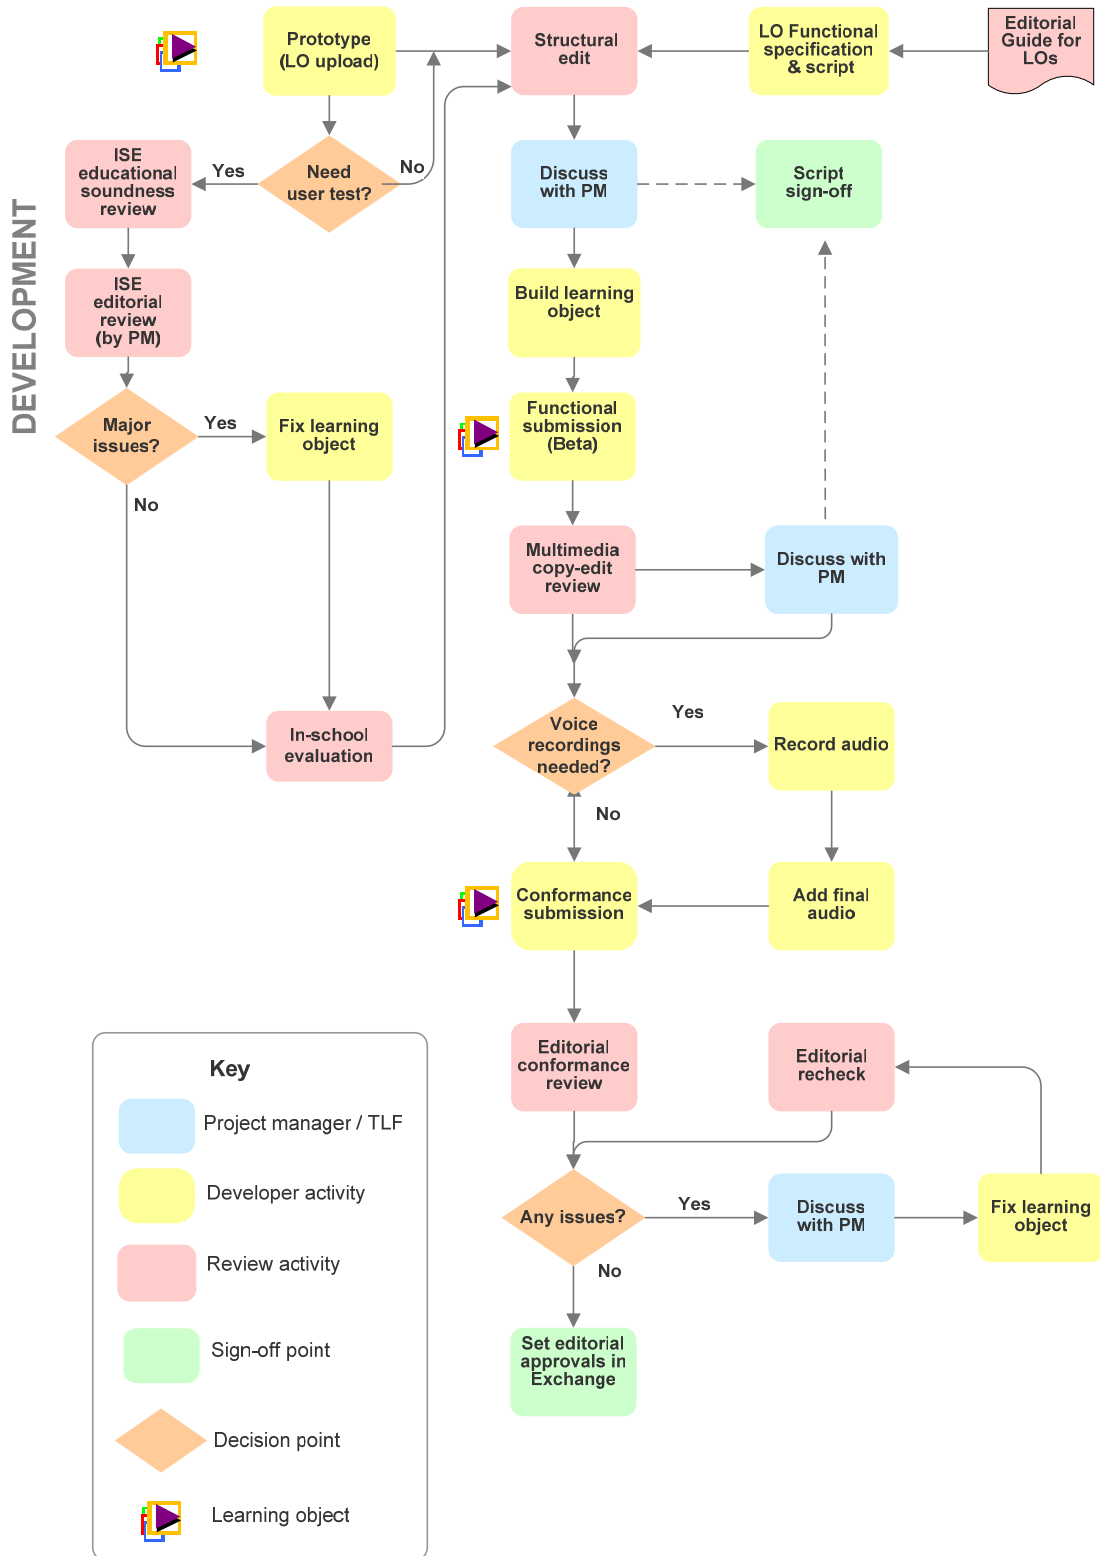 DEVELOPMENT
Prototype
(LO upload)
Structural
edit
LO Functional
specification
& script
Editorial
Guide for
LOs
ISE
educational
soundness
review
Yes
Need
user test?
No
Discuss
with PM
Script
sign-off
ISE
editorial
review
(by PM)
Build learning
object
Major
issues?
Yes
Fix learning
object
Functional
submission
(Beta)
No
Multimedia
copy-edit
review
Discuss with
PM
In-school
evaluation
Voice
recordings
needed?
Yes
Record audio
No
Conformance
submission
Add final
audio
Editorial
conformance
review
Editorial
recheck
Any issues?
Yes
Discuss
with PM
Fix learning
object
No
Set editorial
approvals in
Exchange
Key
Project manager / TLF
Developer activity
Review activity
Sign-off point
Decision point
Learning object